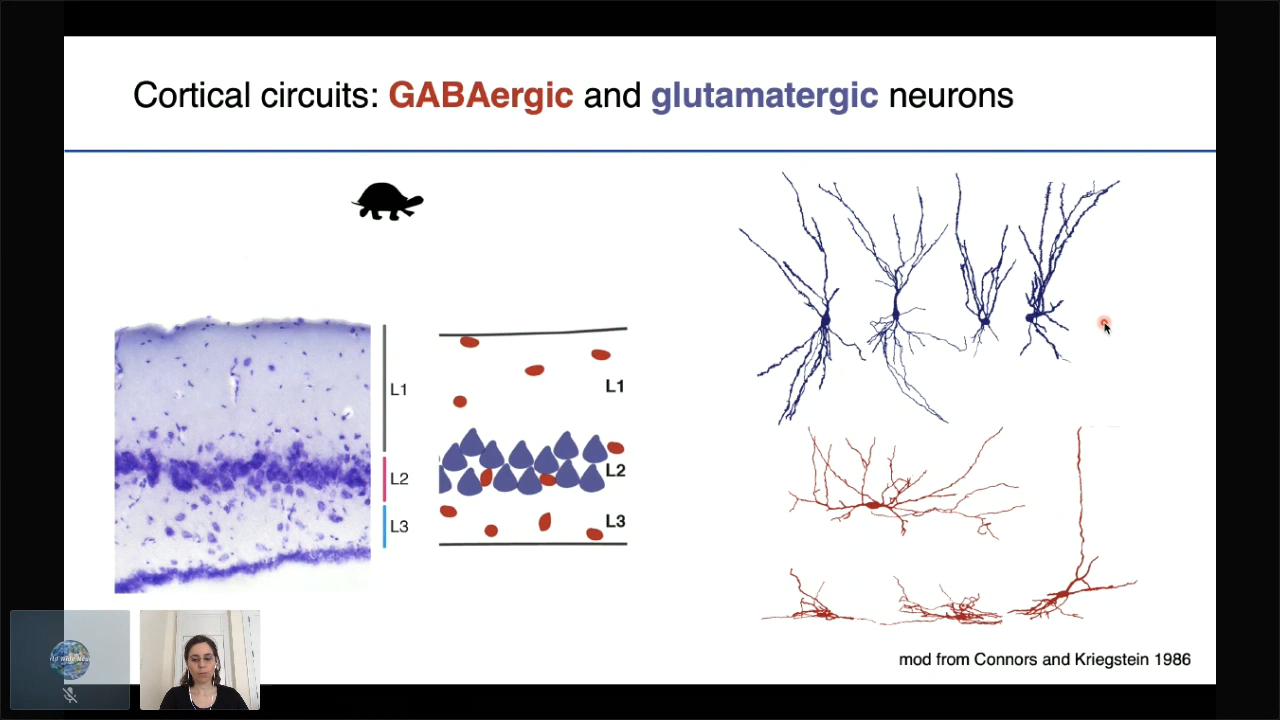 Cortical circuits: GABAergic and glutamatergic neurons
L1
L2
L3
L1
L2
L3
mod from Connors and Kriegstein 1986